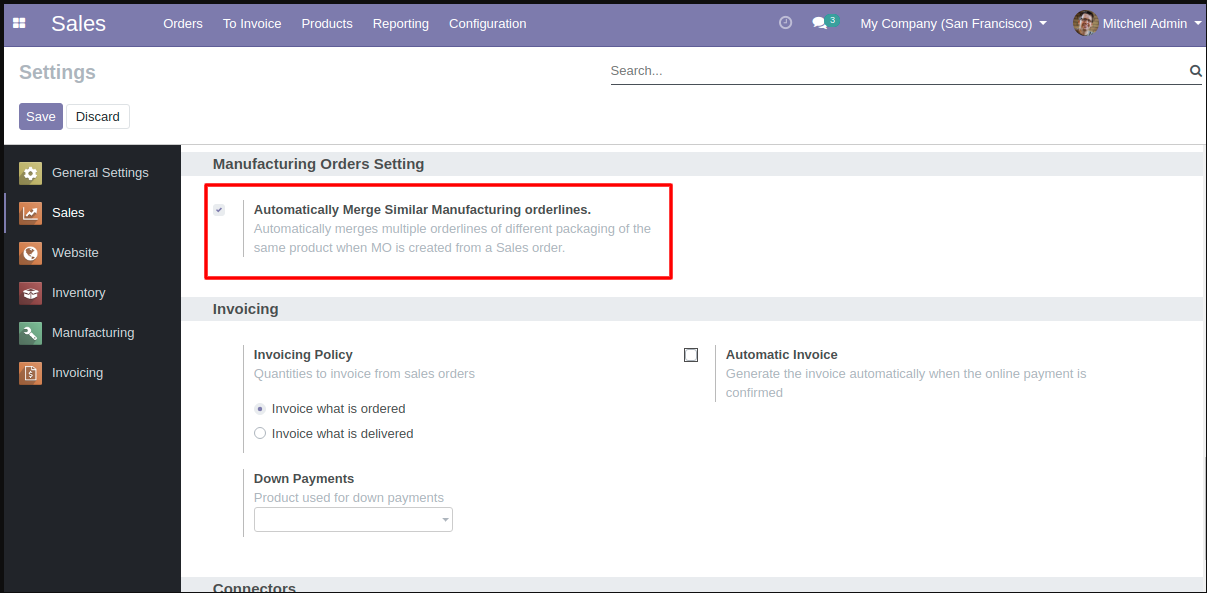 Sales Orders To Invoice Products Reporting Configuration 3 My Company (San Francisco) Mitchell Admin
Settings
Search...
Save Discard
General Settings
Sales
Website
Inventory
Manufacturing
Invoicing
Manufacturing Orders Setting
Automatically Merge Similar Manufacturing orderlines.
Automatically merges multiple orderlines of different packaging of the
same product when MO is created from a Sales order.
Invoicing
Invoicing Policy
Quantities to invoice from sales orders
Invoice what is ordered
Invoice what is delivered
Automatic Invoice
Generate the invoice automatically when the online payment is
confirmed
Down Payments
Product used for down payments
Connectors